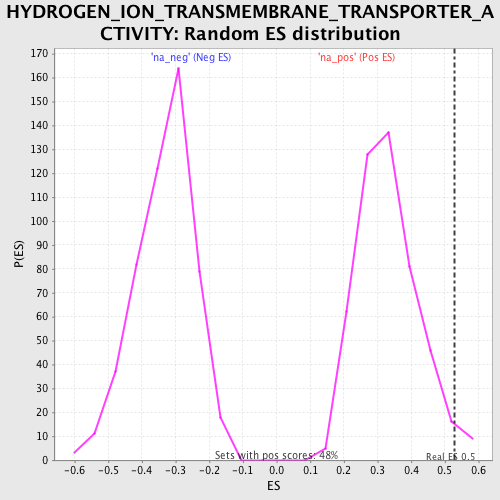 HYDROGEN_ION_TRANSMEMBRANE_TRANSPORTER_A
CTIVITY: Random ES distribution
'na_neg' (Neg ES)
'na_pos' (Pos ES)
P(ES)
170
160
150
140
130
120
110
100
90
80
70
60
50
40
30
20
10
0
Sets with pos scores: 48%
Real ES 0.5
-0.6 -0.5 -0.4 -0.3 -0.2 -0.1 0.0 0.1 0.2 0.3 0.4 0.5 0.6
ES